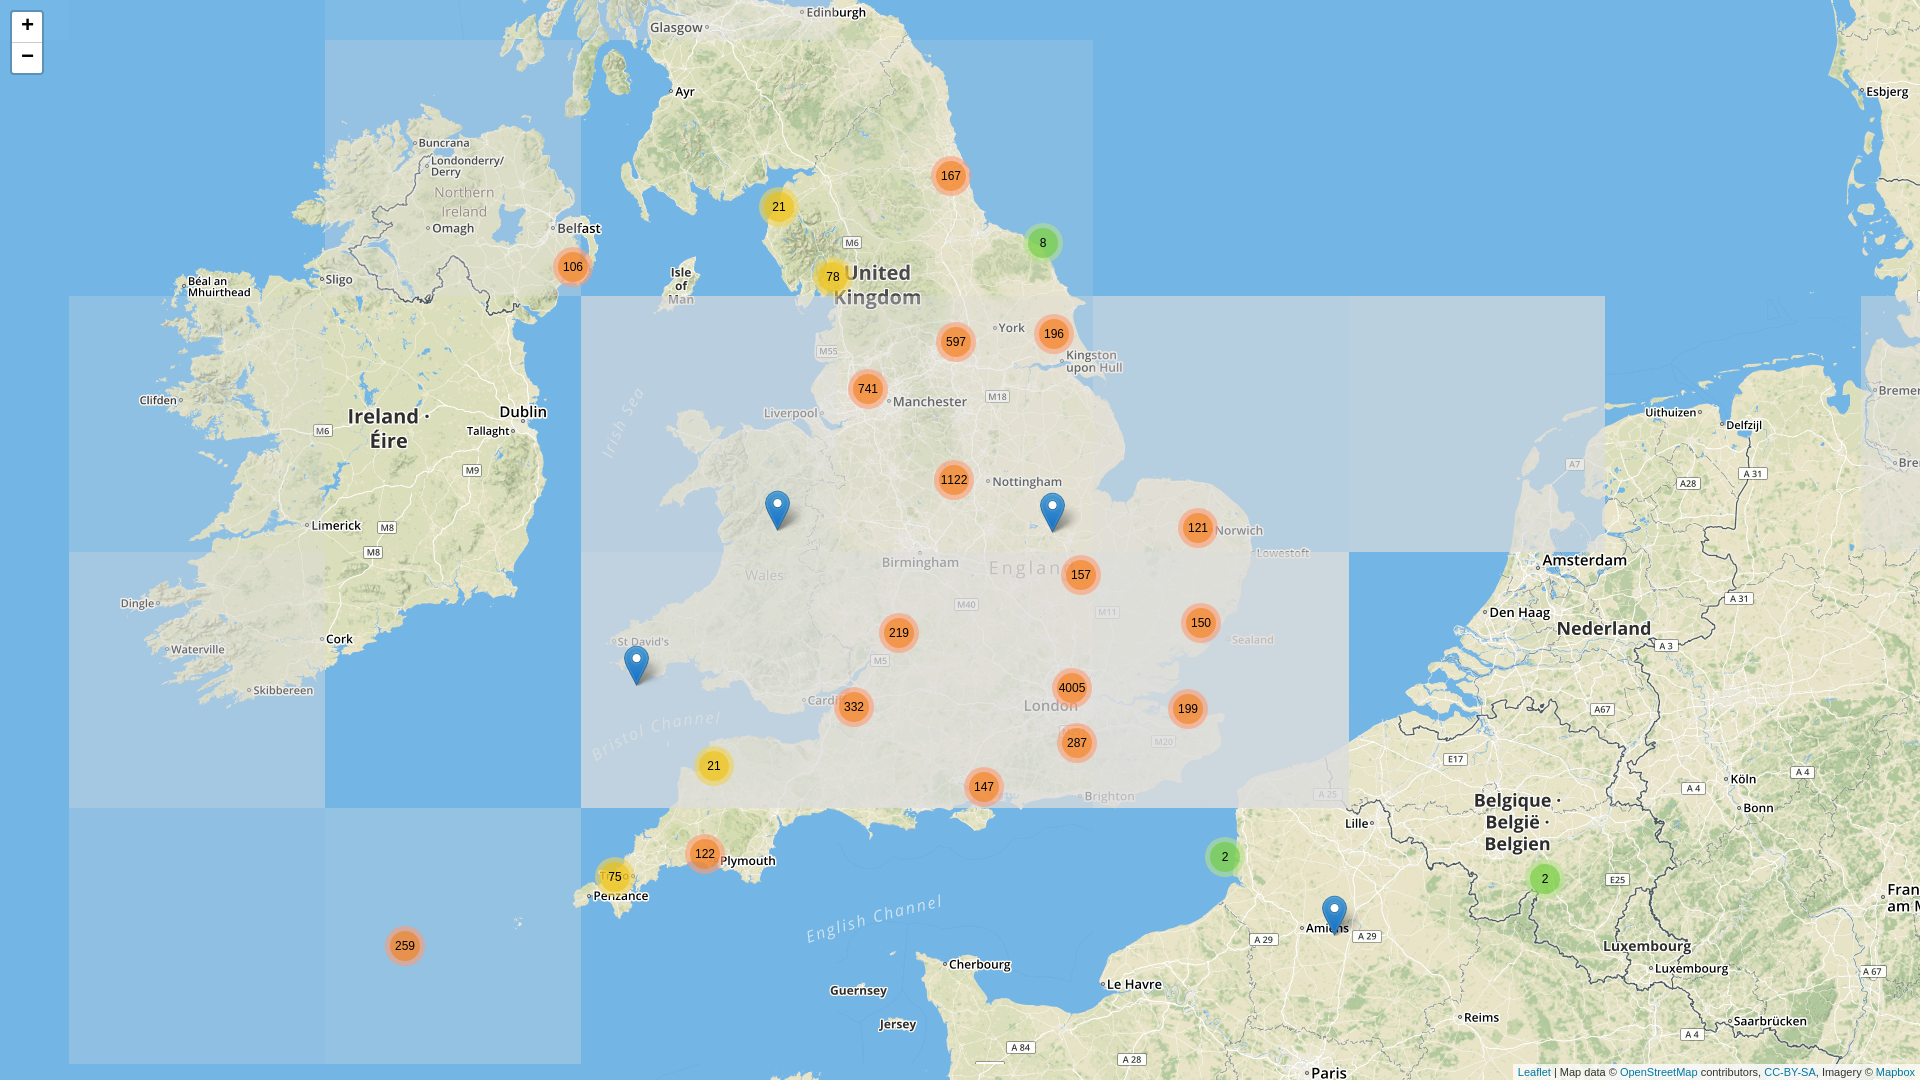 +
−
Edinburgh
Glasgow
Ayr
Esbjerg
Buncrana
Londonderry/
Derry
167
Northern
Ireland
21
Omagh
Belfast
M6
8
106
78
United
Kingdom
Isle
of
Man
Sligo
Béal an
Mhuirthead
York
196
597
M55
Kingston
upon Hull
741
Clifden
Manchester
M18
Liverpool
Irish Sea
Ireland ·
Éire
Dublin
Tallaght
M6
M9
Uithuizen
Delfzijl
A7
A 31
A28
1122
Nottingham
Limerick
M8
M8
121
Norwich
Lowestoft
Birmingham
Wales
157
Amsterdam
Dingle
M40
M11
A 31
Den Haag
Nederland
150
219
Cork
St David's
Sealand
Waterville
M5
A 3
Skibbereen
4005
London
Cardi
332
199
A67
Bristol Channel
287
M20
E17
21
147
Brighton
A 25
A 4
Köln
A 4
Bonn
Belgique ·
België ·
Belgien
Lille
122
Plymouth
2
75
Penzance
2
E25
English Channel
Amiens
A 29
A 29
259
Luxembourg
Luxembourg
A 67
Cherbourg
Le Havre
Guernsey
Jersey
Reims
Saarbrücken
A 84
A 28
A 4
Paris
Leaflet | Map data © OpenStreetMap contributors, CC-BY-SA, Imagery © Mapbox